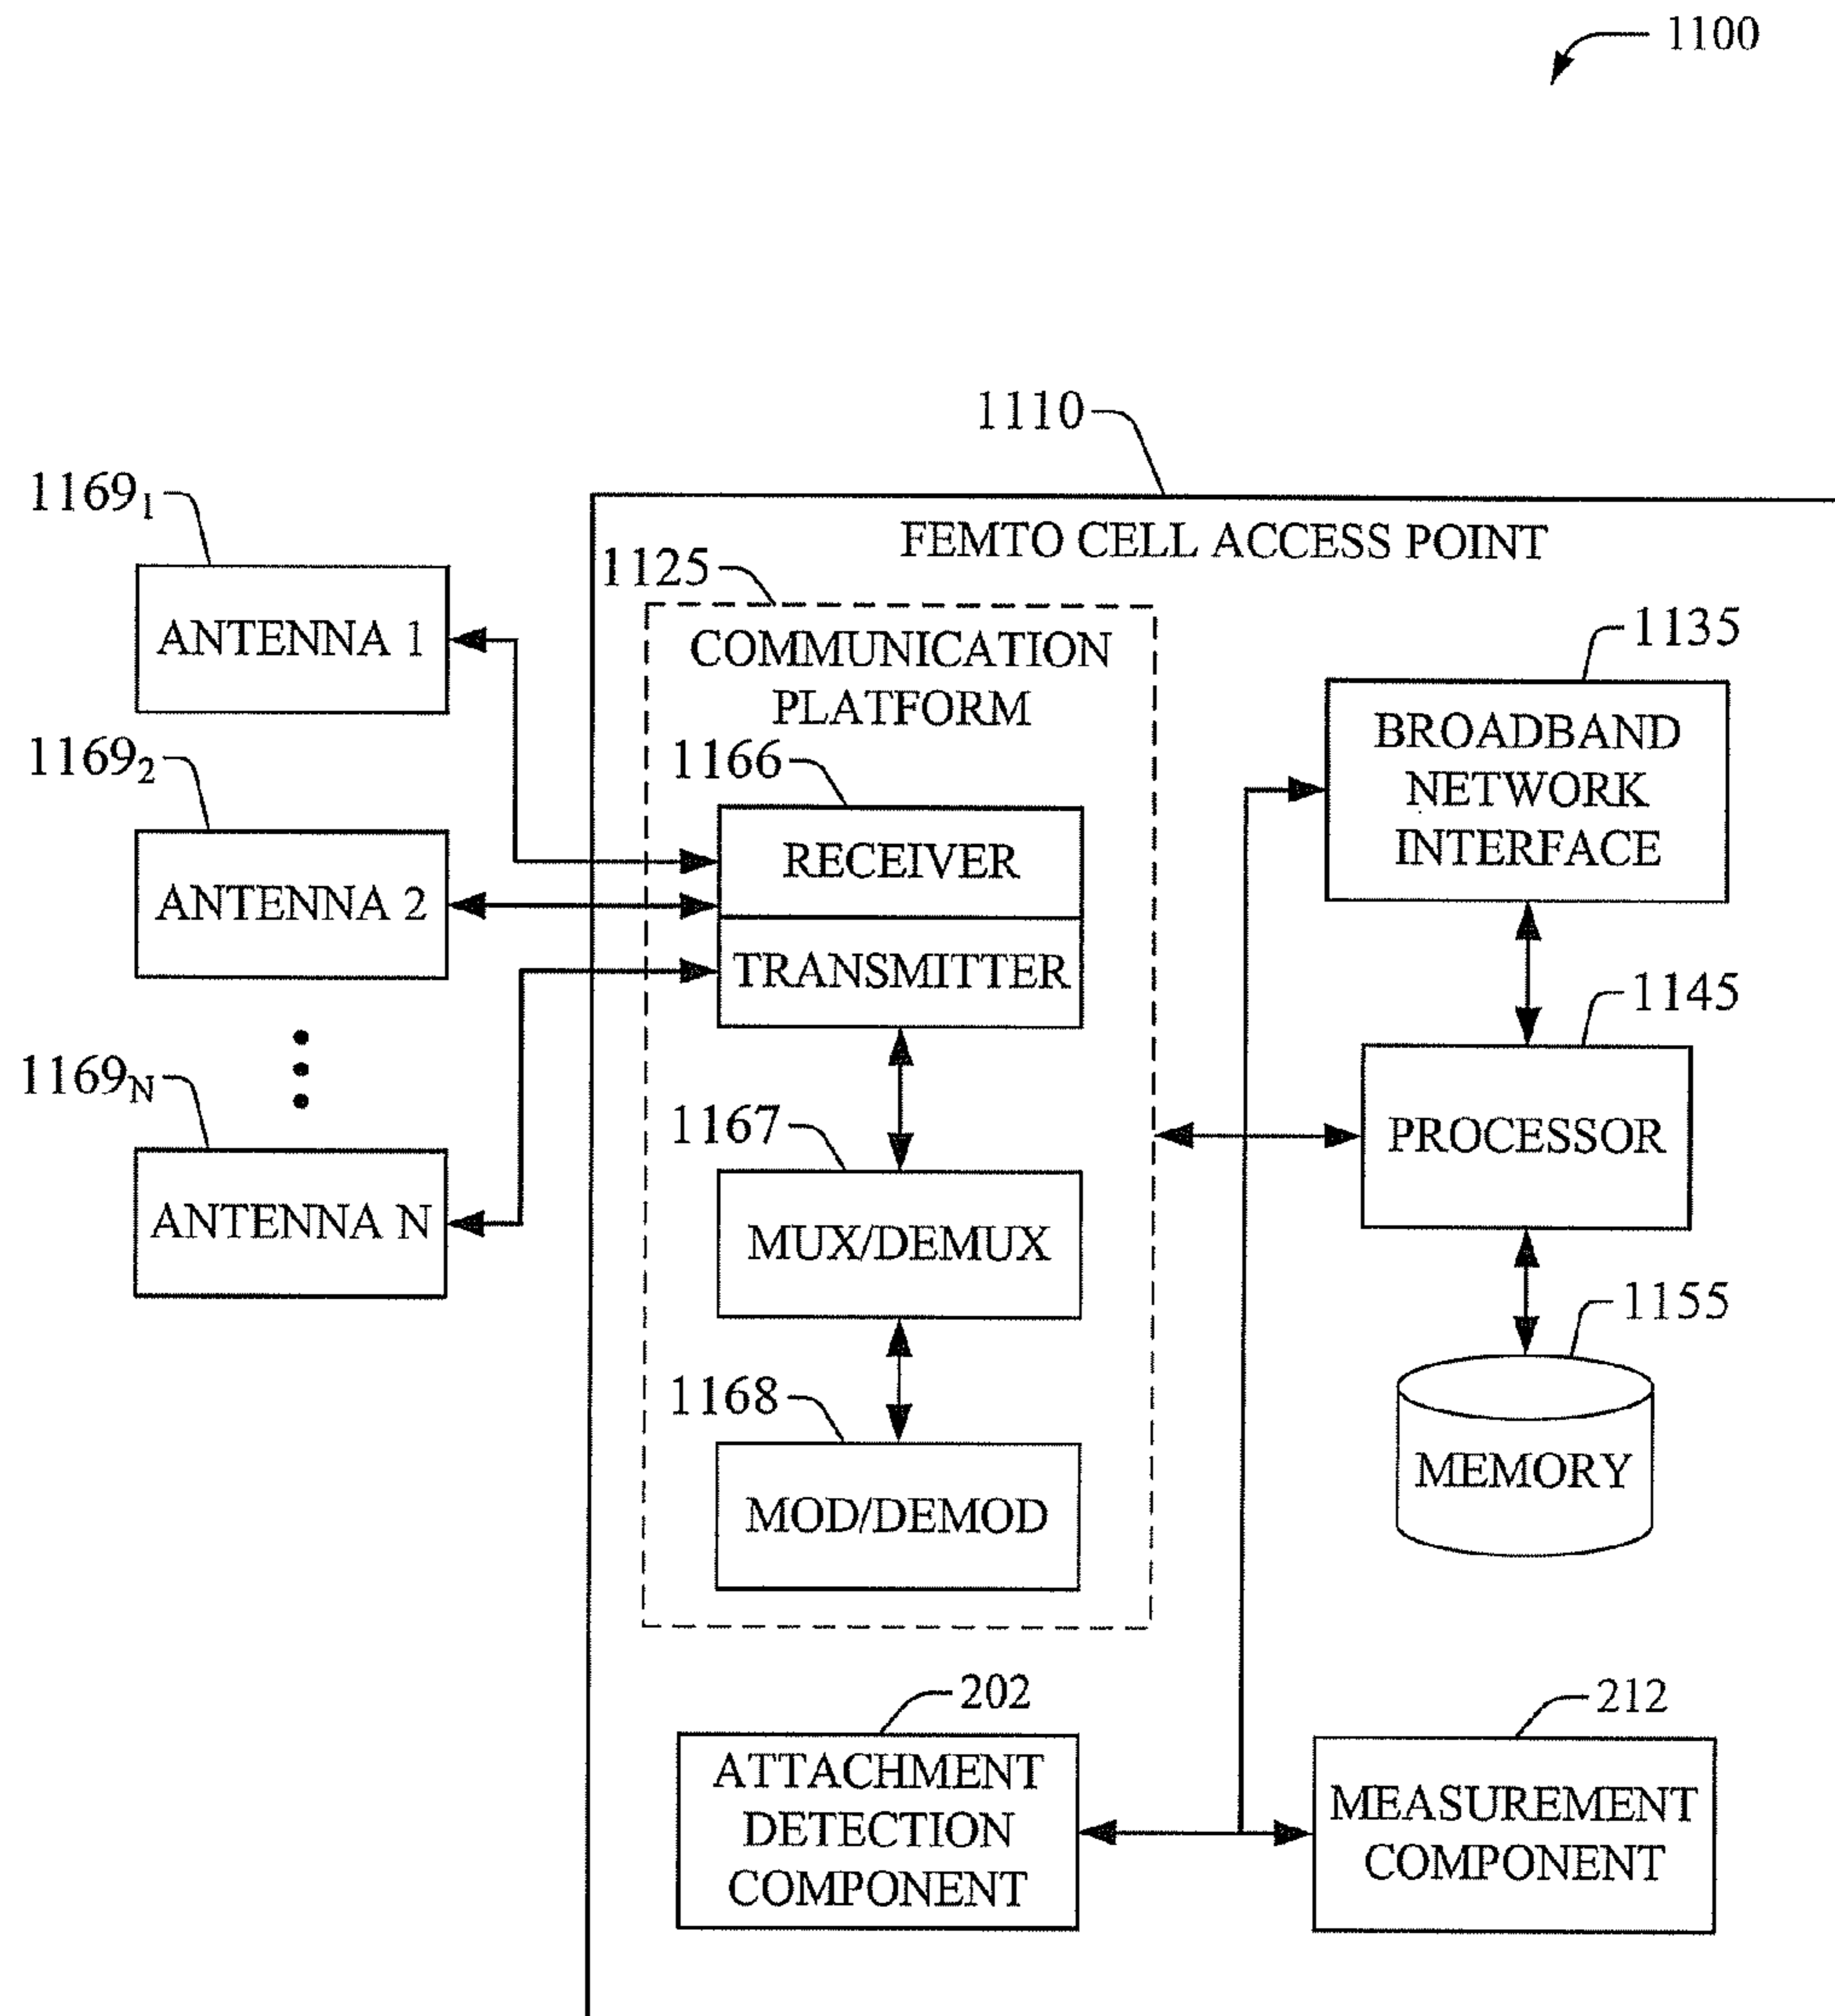 1100
1110
1169₁
FEMTO CELL ACCESS POINT
1125
ANTENNA 1
COMMUNICATION
PLATFORM
1135
BROADBAND
NETWORK
INTERFACE
1169₂
1166
ANTENNA 2
RECEIVER
TRANSMITTER
1145
PROCESSOR
1169N
ANTENNA N
1167
MUX/DEMUX
1155
MEMORY
1168
MOD/DEMOD
202
ATTACHMENT
DETECTION
COMPONENT
212
MEASUREMENT
COMPONENT